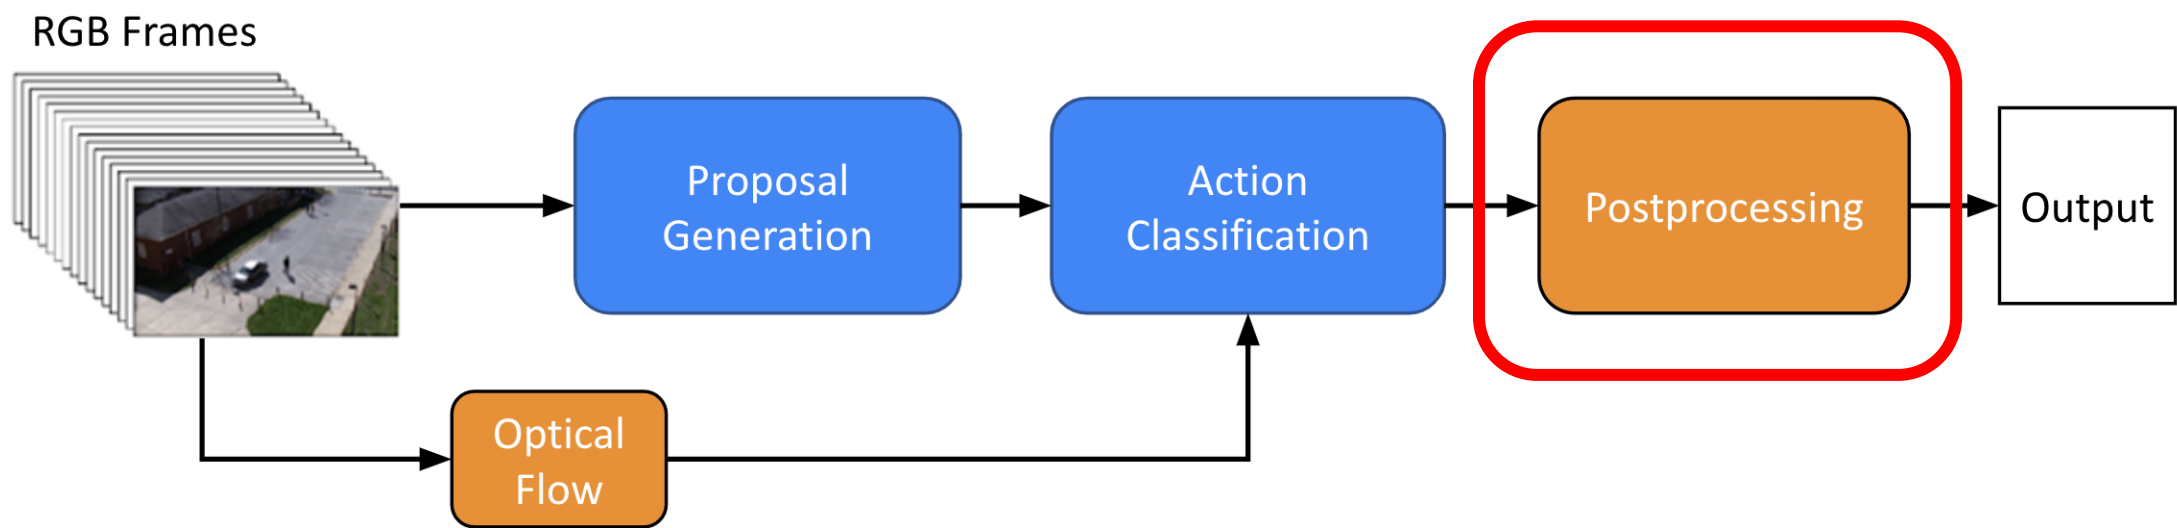 RGB Frames
Proposal
Generation
Action
Classification
Postprocessing
Output
Optical
Flow